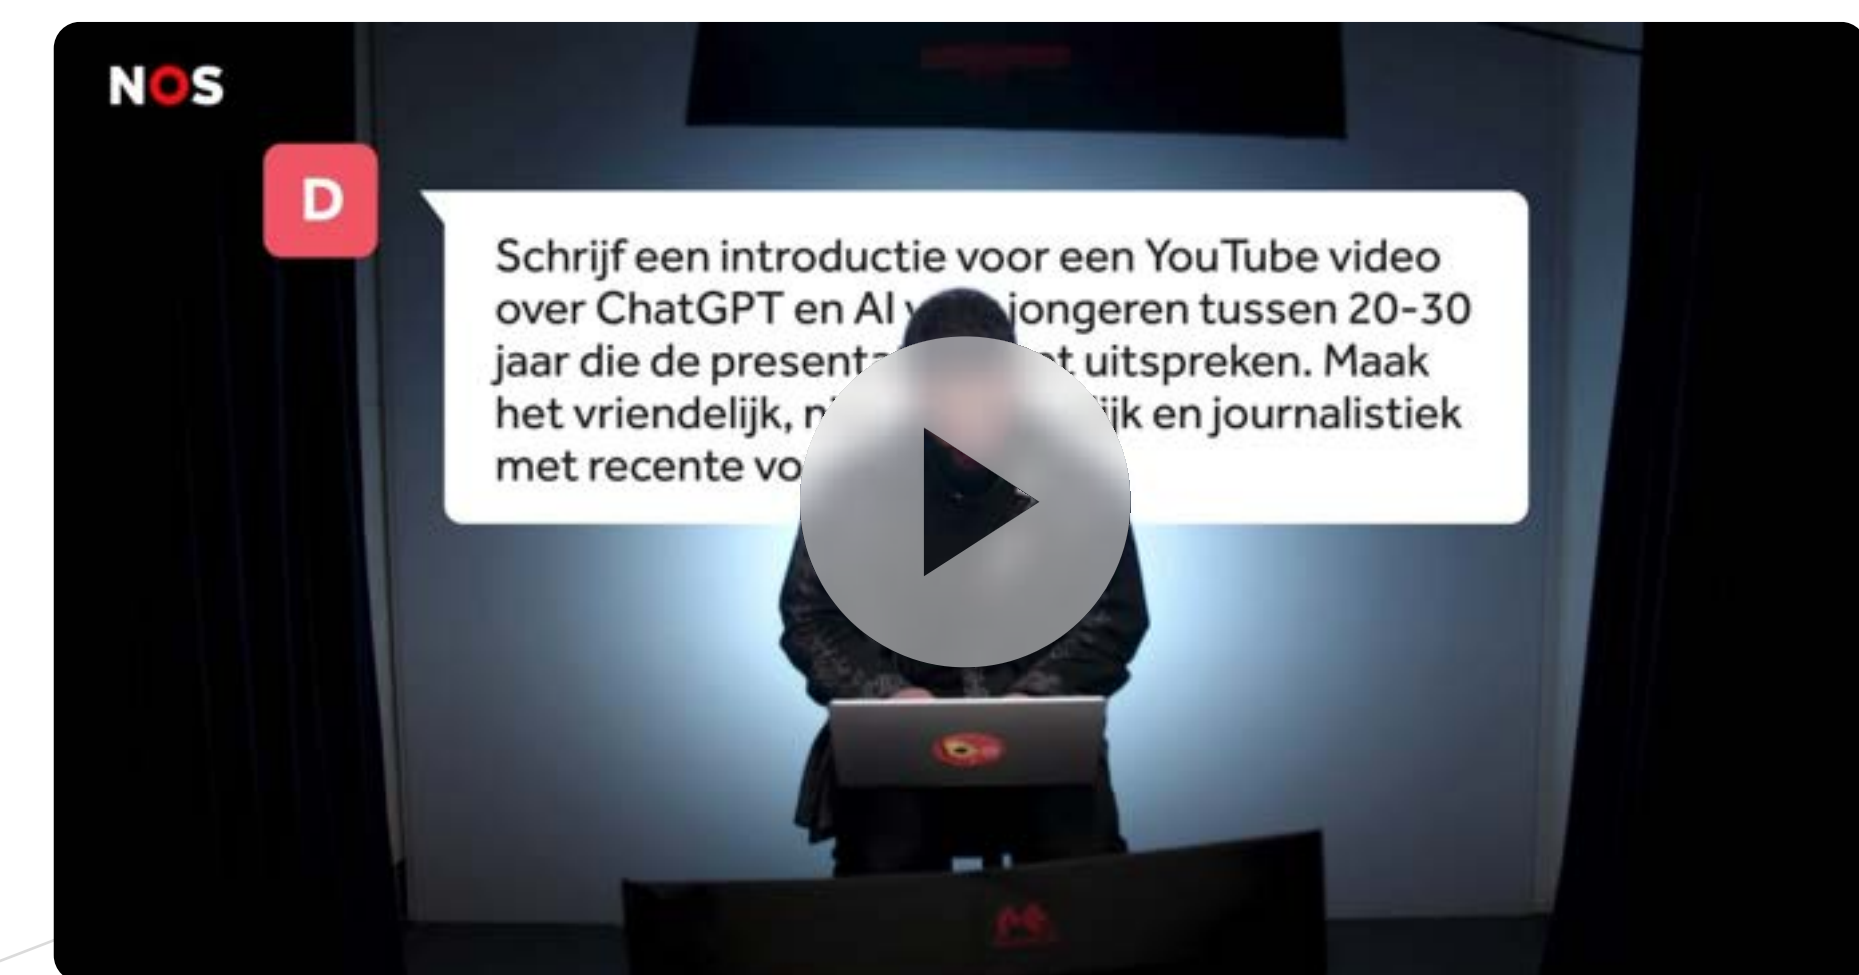 NOS
D
Schrijf een introductie voor een YouTube video
over ChatGPT en AI jongeren tussen 20-30
jaar die de uitspreken. Maak
het vriendelijk, en journalistiek
met recente